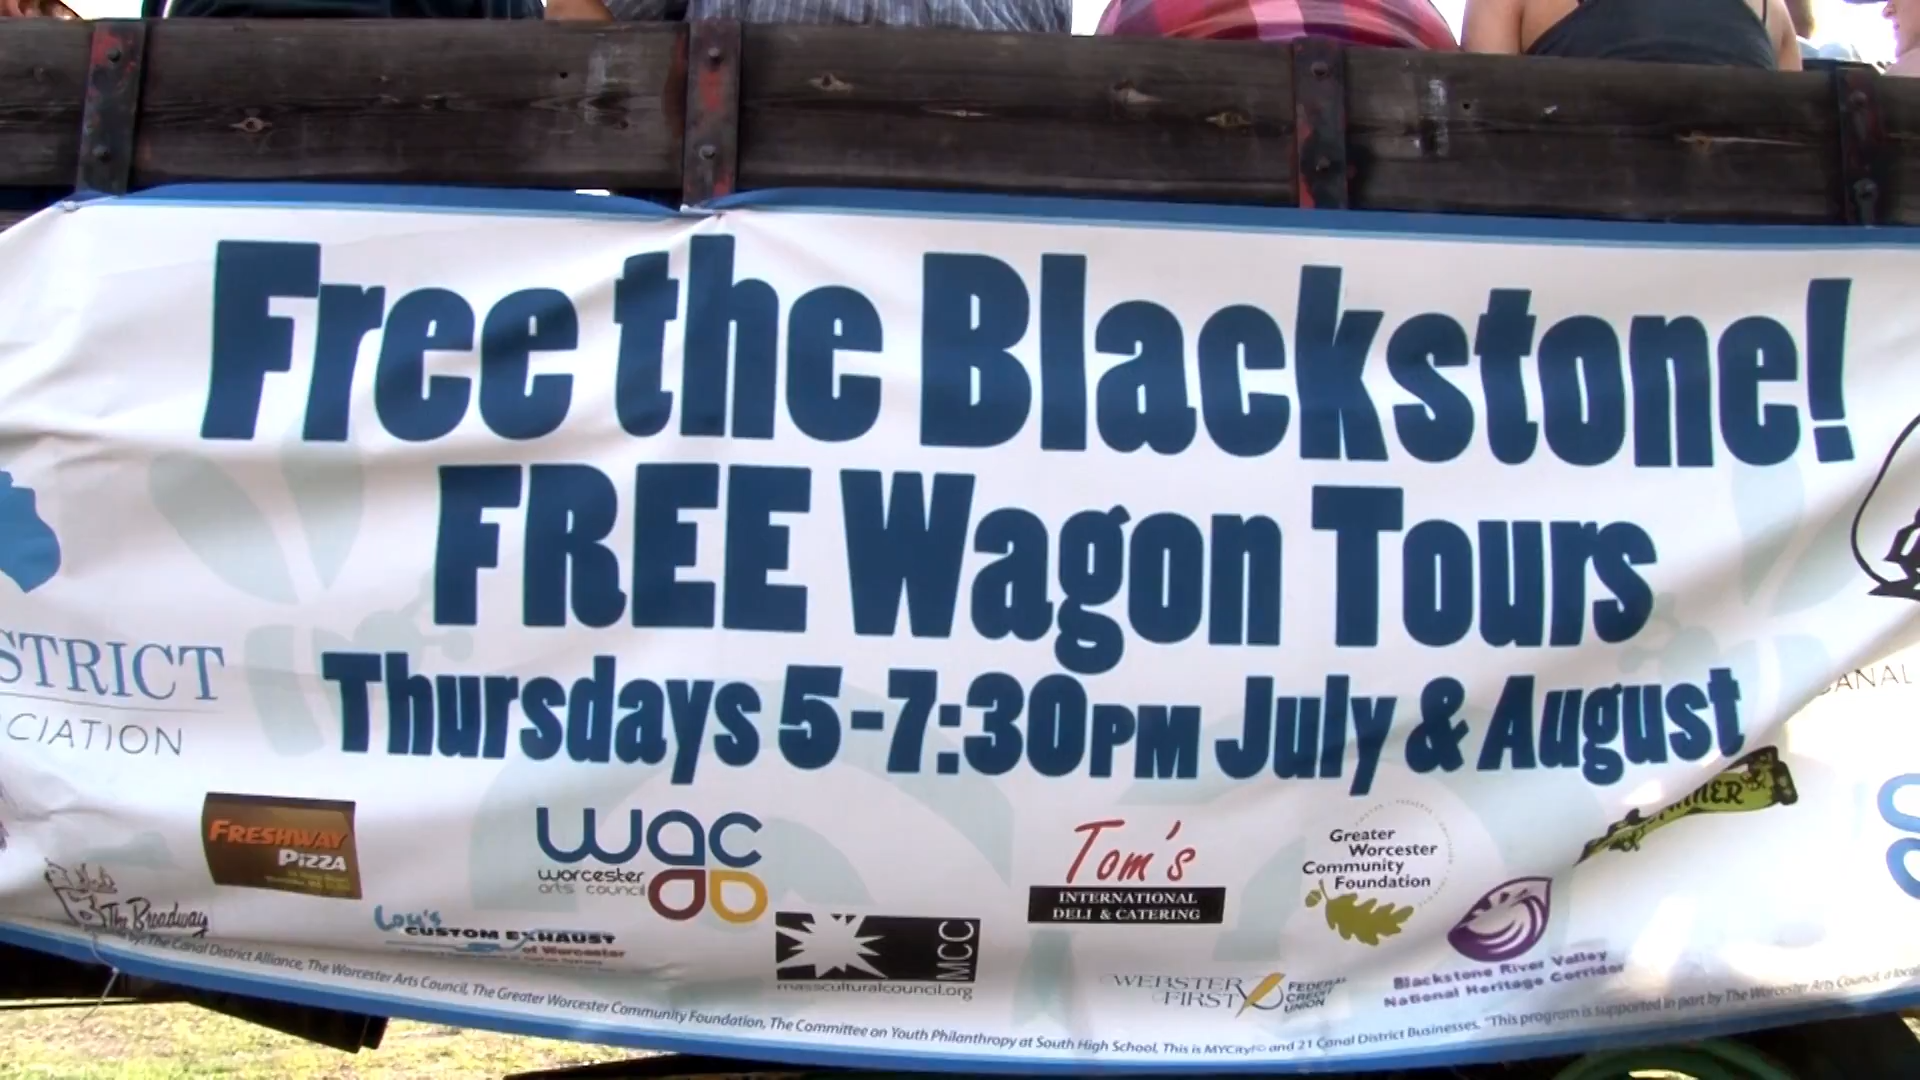 Free the Blackstone!
FREE Wagon Tours
Thursdays 5-7:30PM July & August
STRICT
CIATION
CANAL
FRESHWAY
PIZZA
wac
worcester
arts council
Tom's
INTERNATIONAL
DELI & CATERING
Greater
Worcester
Community
Foundation
The Broadway
Lou's
CUSTOM EXHAUST
of Worcester
MCC
massculturalcouncil.org
WEBSTER
FIRST
FEDERAL
CREDIT
UNION
Blackstone River Valley
National Heritage Corridor
by: The Canal District Alliance, The Worcester Arts Council, The Greater Worcester Community Foundation, The Committee on Youth Philanthropy at South High School, This is MYCity!© and 21 Canal District Businesses. "This program is supported in part by The Worcester Arts Council, a local